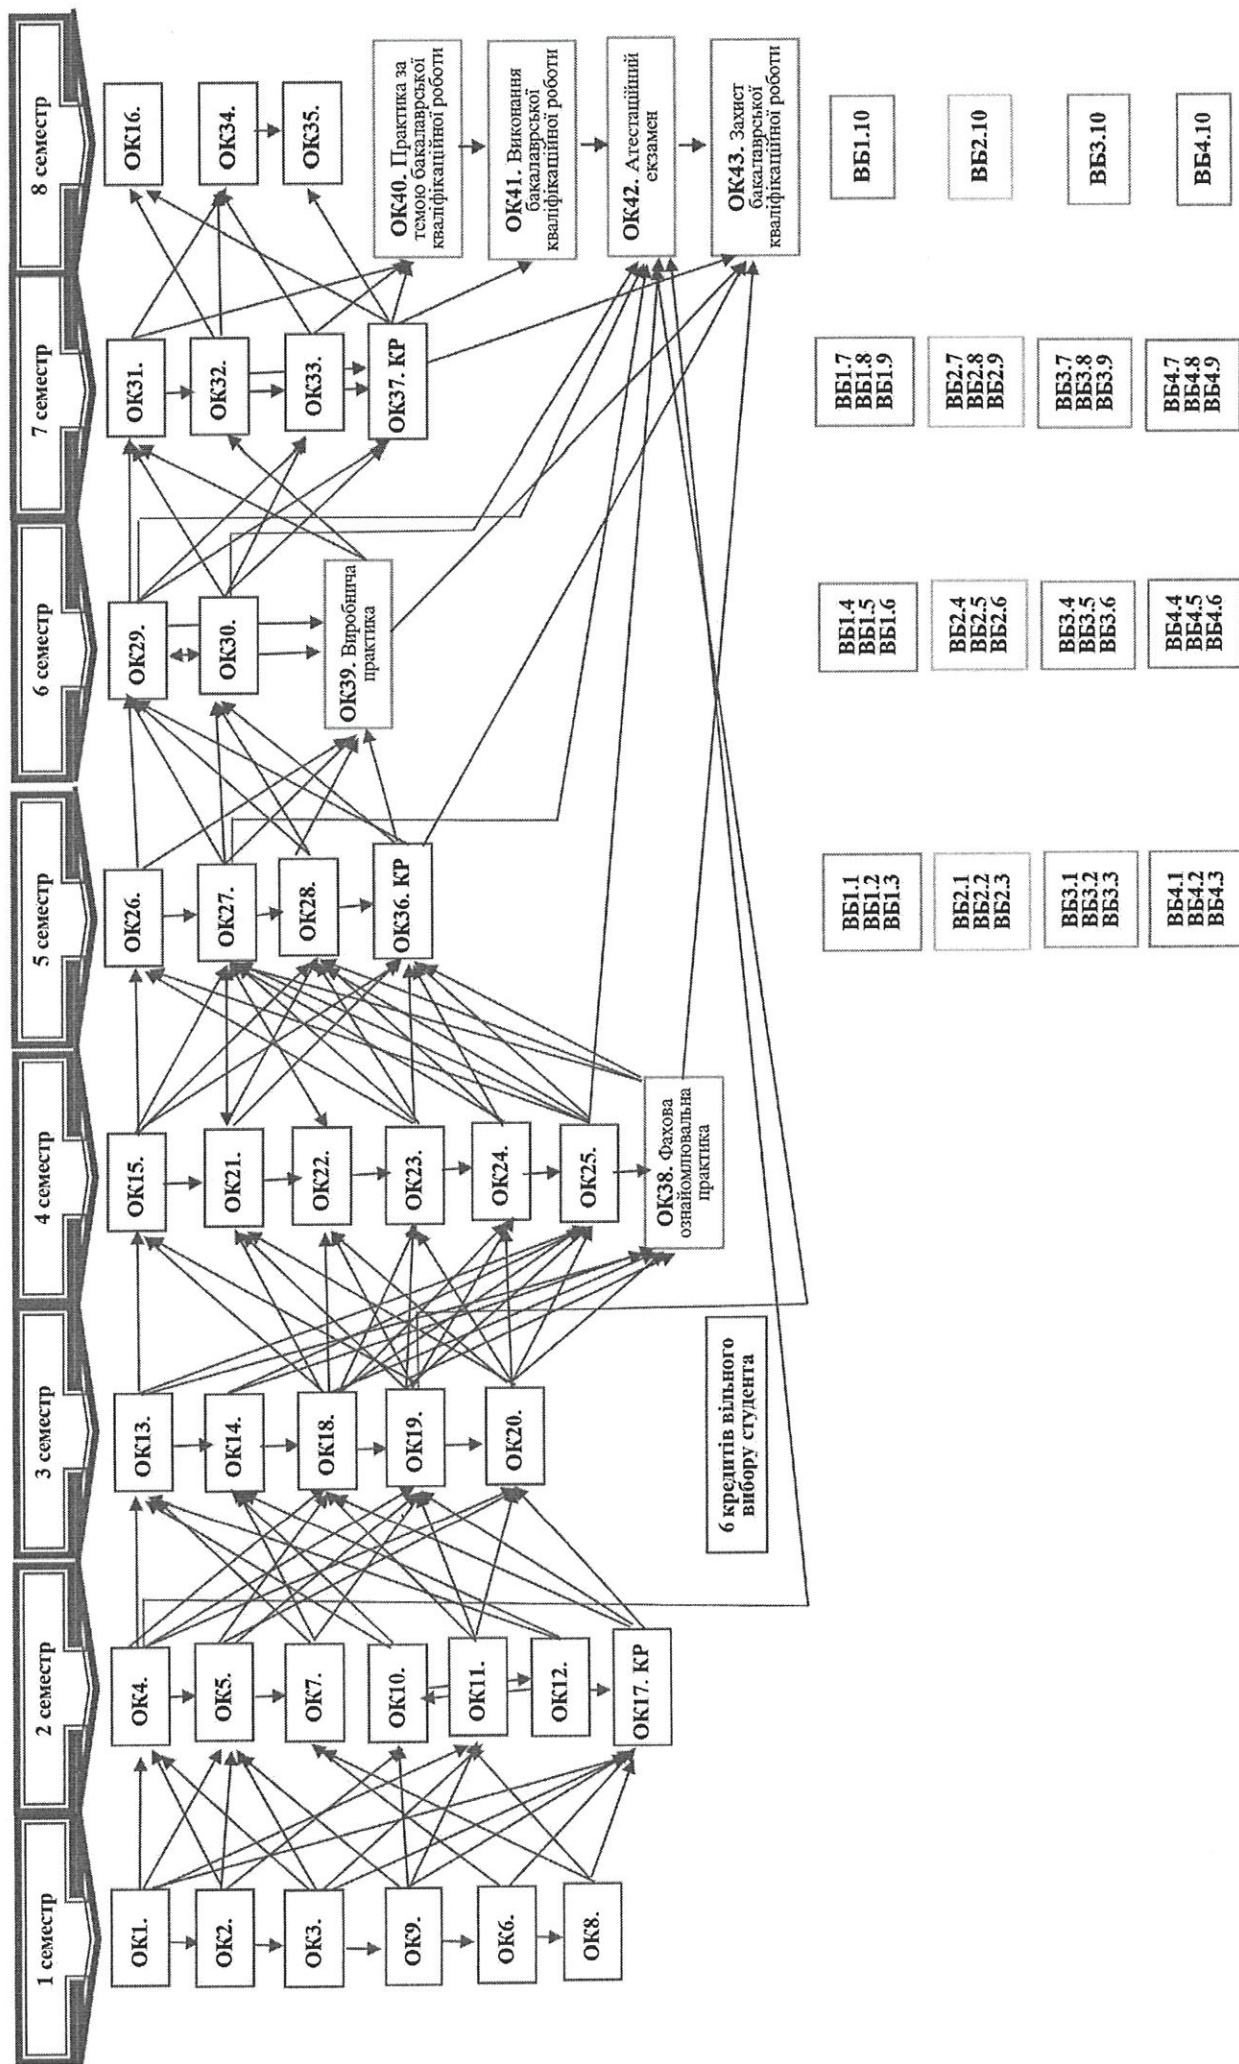 1 семестр
2 семестр
3 семестр
4 семестр
5 семестр
6 семестр
7 семестр
8 семестр
ОК1.
ОК2.
ОК3.
ОК9.
ОК6.
ОК8.
ОК4.
ОК5.
ОК7.
ОК10.
ОК11.
ОК12.
ОК17. КР
ОК13.
ОК14.
ОК18.
ОК19.
ОК20.
6 кредитів вільного
вибору студента
ОК15.
ОК21.
ОК22.
ОК23.
ОК24.
ОК25.
ОК38. Фахова
ознайомлювальна
практика
ОК26.
ОК27.
ОК28.
ОК36. КР
ВБ1.1
ВБ1.2
ВБ1.3
ВБ2.1
ВБ2.2
ВБ2.3
ВБ3.1
ВБ3.2
ВБ3.3
ВБ4.1
ВБ4.2
ВБ4.3
ОК29.
ОК30.
ОК39. Виробнича
практика
ВБ1.4
ВБ1.5
ВБ1.6
ВБ2.4
ВБ2.5
ВБ2.6
ВБ3.4
ВБ3.5
ВБ3.6
ВБ4.4
ВБ4.5
ВБ4.6
ОК31.
ОК32.
ОК33.
ОК37. КР
ВБ1.7
ВБ1.8
ВБ1.9
ВБ2.7
ВБ2.8
ВБ2.9
ВБ3.7
ВБ3.8
ВБ3.9
ВБ4.7
ВБ4.8
ВБ4.9
ОК16.
ОК34.
ОК35.
ОК40. Практика за
темою бакалаврської
кваліфікаційної роботи
ОК41. Виконання
бакалаврської
кваліфікаційної роботи
ОК42. Атестаційний
екзамен
ОК43. Захист
бакалаврської
кваліфікаційної роботи
ВБ1.10
ВБ2.10
ВБ3.10
ВБ4.10